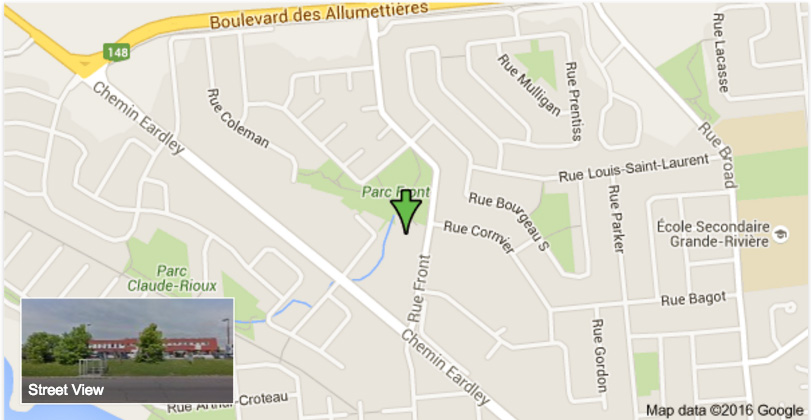 Boulevard des Allumettières
148
Rue Lacasse
Chemin Eardley
Rue Coleman
Rue Mulligan
Rue Prentiss
Rue Broad
Rue Louis-Saint-Laurent
Parc Front
Rue Bourgeau S
Rue Parker
Rue Cornvier
École Secondaire
Grande-Rivière
Parc
Claude-Rioux
Rue Front
Rue Bagot
Chemin Eardley
Rue Gordon
Street View
Rue Arthur-Croteau
Map data ©2016 Google